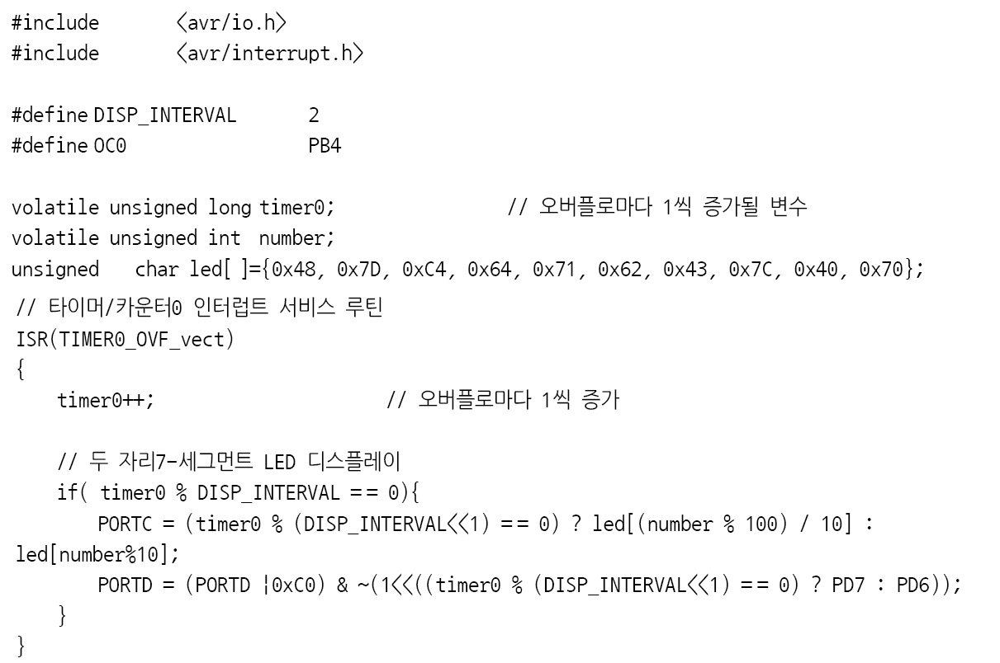 #include <avr/io.h>
#include <avr/interrupt.h>
#define DISP_INTERVAL 2
#define OC0 PB4
volatile unsigned long timer0; // 오버플로마다 1씩 증가될 변수
volatile unsigned int number;
unsigned char led[ ]={0x48, 0x7D, 0xC4, 0x64, 0x71, 0x62, 0x43, 0x7C, 0x40, 0x70};
// 타이머/카운터0 인터럽트 서비스 루틴
ISR(TIMER0_OVF_vect)
{
timer0++; // 오버플로마다 1씩 증가
// 두 자리7-세그먼트 LED 디스플레이
if( timer0 % DISP_INTERVAL == 0){
PORTC = (timer0 % (DISP_INTERVAL<<1) == 0) ? led[(number % 100) / 10] :
led[number%10];
PORTD = (PORTD |0xC0) & ~(1<<((timer0 % (DISP_INTERVAL<<1) == 0) ? PD7 : PD6));
}
}